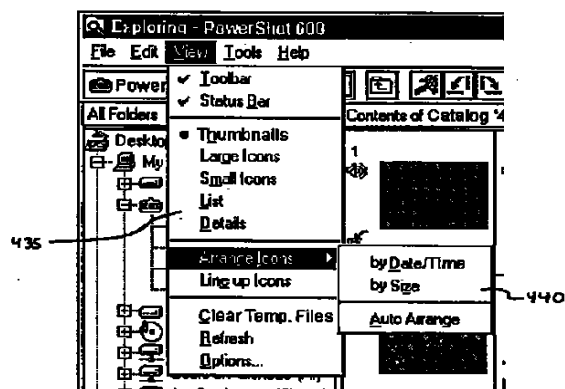 Exploring - PowerShot 600
File Edit View Tools Help
Power
Toolbar
Status Bar
All Folders
Contents of Catalog '4
Deskto
My
Thumbnails
Large Icons
Small Icons
List
Details
1
435
Arrange Icons
Line up Icons
by Date/Time
by Size
Auto Arrange
440
Clear Temp. Files
Refresh
Options...